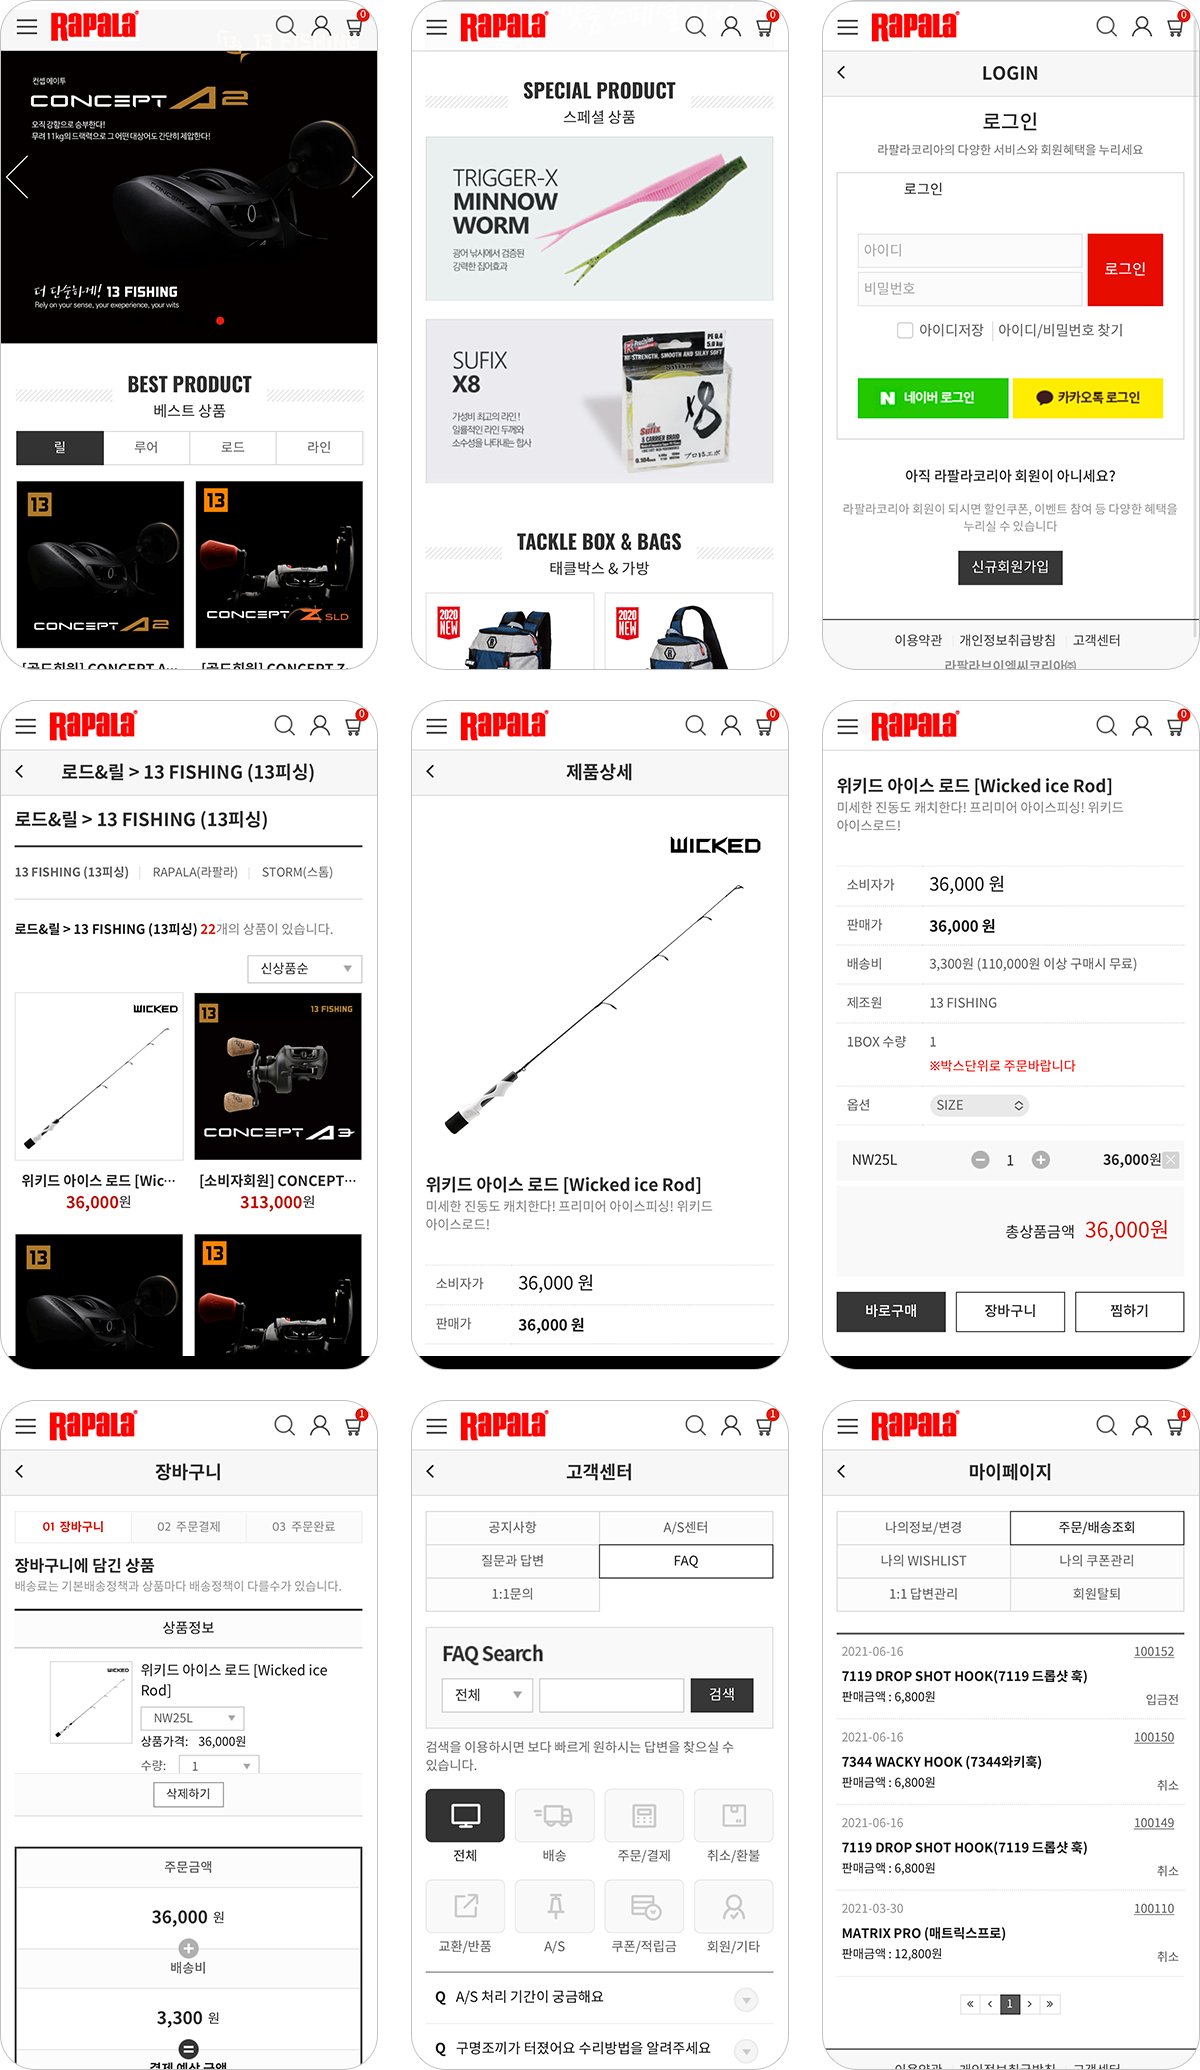 Rapala
0
13 FISHING
컨셉에이투
CONCEPT A2
오직 강함으로 승부한다!
무려 11kg의 드랙력으로 그 어떤 대상어도 간단히 제압한다!
더 단순하게! 13 FISHING
Rely on your sense, your exeperience, your wits
BEST PRODUCT
베스트 상품
릴
루어
로드
라인
13
CONCEPT A2
13
CONCEPT Z SLD
[골드회원] CONCEPT A...
[골드회원] CONCEPT Z-
Rapala
0
SPECIAL PRODUCT
스페셜 상품
TRIGGER-X
MINNOW
WORM
광어 낚시에서 검증된
강력한 집어효과
SUFIX
X8
가성비 최고의 라인!
일률적인 라인 두께와
소수성을 나타내는 합사
Precision
PE 0.4
5.0kg
STRENGTH, SMOOTH AND SILKY SOFT
x8
Sufix
8 CARRIER BRAID
0.104mm
TACKLE BOX & BAGS
태클박스 & 가방
2020
NEW
2020
NEW
Rapala
0
LOGIN
로그인
라팔라코리아의 다양한 서비스와 회원혜택을 누리세요
로그인
아이디
비밀번호
로그인
아이디저장
아이디/비밀번호 찾기
N 네이버 로그인
카카오톡 로그인
아직 라팔라코리아 회원이 아니세요?
라팔라코리아 회원이 되시면 할인쿠폰, 이벤트 참여 등 다양한 혜택을
누리실 수 있습니다
신규회원가입
이용약관
개인정보취급방침
고객센터
라팔라브이엠씨코리아㈜
Rapala
0
로드&릴 > 13 FISHING (13피싱)
로드&릴 > 13 FISHING (13피싱)
13 FISHING (13피싱)
RAPALA(라팔라)
STORM(스톰)
로드&릴 > 13 FISHING (13피싱) 22개의 상품이 있습니다.
신상품순
WICKED
13
13 FISHING
CONCEPT A3
위키드 아이스 로드 [Wic...
36,000원
[소비자회원] CONCEPT...
313,000원
13
13
Rapala
0
제품상세
WICKED
위키드 아이스 로드 [Wicked ice Rod]
미세한 진동도 캐치한다! 프리미어 아이스피싱! 위키드
아이스로드!
소비자가
36,000 원
판매가
36,000 원
Rapala
0
위키드 아이스 로드 [Wicked ice Rod]
미세한 진동도 캐치한다! 프리미어 아이스피싱! 위키드
아이스로드!
소비자가
36,000 원
판매가
36,000 원
배송비
3,300원 (110,000원 이상 구매시 무료)
제조원
13 FISHING
1BOX 수량
1
※박스단위로 주문바랍니다
옵션
SIZE
NW25L
1
36,000원
총상품금액 36,000원
바로구매
장바구니
찜하기
Rapala
1
장바구니
01 장바구니
02 주문결제
03 주문완료
장바구니에 담긴 상품
배송료는 기본배송정책과 상품마다 배송정책이 다를수가 있습니다.
상품정보
WICKED
위키드 아이스 로드 [Wicked ice
Rod]
NW25L
상품가격: 36,000원
수량: 1
삭제하기
주문금액
36,000 원
배송비
3,300 원
결제 예상 금액
Rapala
1
고객센터
공지사항
A/S센터
질문과 답변
FAQ
1:1문의
FAQ Search
전체
검색
검색을 이용하시면 보다 빠르게 원하시는 답변을 찾으실 수
있습니다.
전체
배송
주문/결제
취소/환불
교환/반품
A/S
쿠폰/적립금
회원/기타
Q A/S 처리 기간이 궁금해요
Q 구명조끼가 터졌어요 수리방법을 알려주세요
Rapala
1
마이페이지
나의정보/변경
주문/배송조회
나의 WISHLIST
나의 쿠폰관리
1:1 답변관리
회원탈퇴
2021-06-16
100152
7119 DROP SHOT HOOK(7119 드롭샷 훅)
판매금액 : 6,800원
입금전
2021-06-16
100150
7344 WACKY HOOK (7344와키훅)
판매금액 : 6,800원
취소
2021-06-16
100149
7119 DROP SHOT HOOK(7119 드롭샷 훅)
판매금액 : 6,800원
취소
2021-03-30
100110
MATRIX PRO (매트릭스프로)
판매금액 : 12,800원
취소
« ‹ 1 › »
이용약관
개인정보취급방침
고객센터